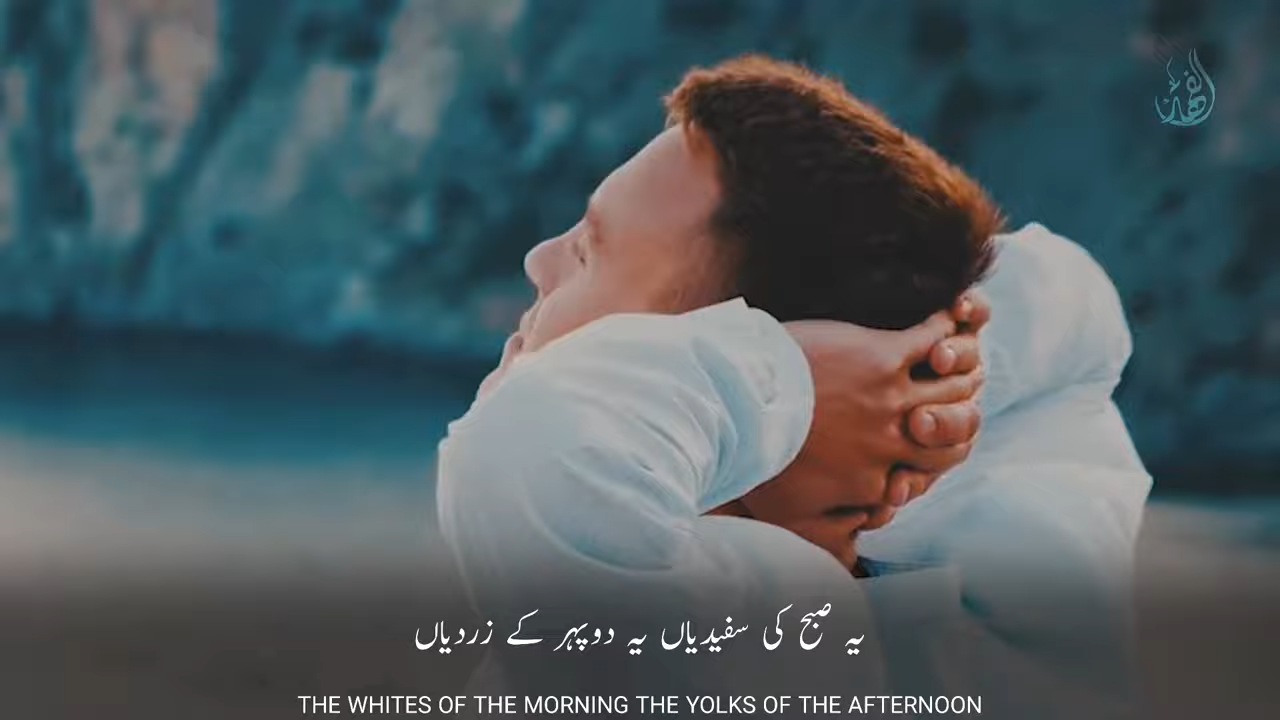 یہ صبح کی سفیدیاں یہ دوپہر کے زردیاں
THE WHITES OF THE MORNING THE YOLKS OF THE AFTERNOON